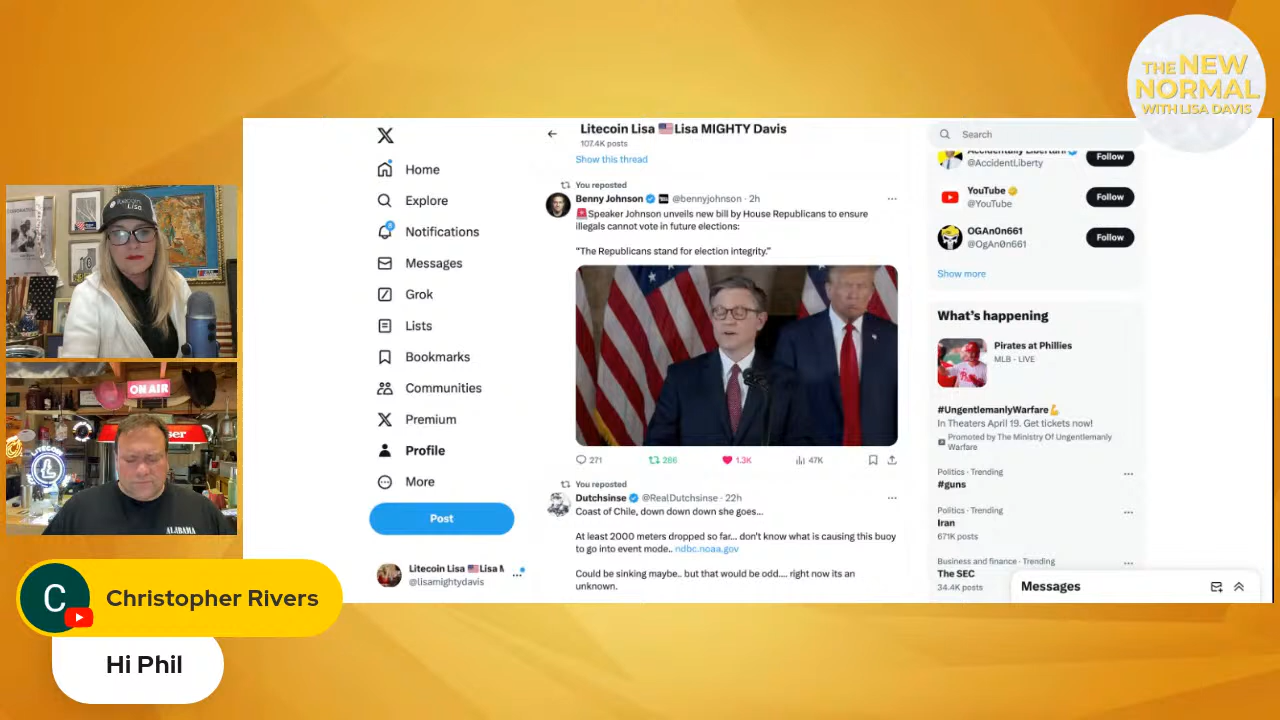 THE NEW
NORMAL
WITH LISA DAVIS
Litecoin
Lisa
ON AIR
LITECOIN
ALABAMA
X
Home
Explore
Notifications
Messages
Grok
Lists
Bookmarks
Communities
Premium
Profile
More
Post
Litecoin Lisa 🇺🇸Lisa M
@lisamightydavis
Litecoin Lisa 🇺🇸Lisa MIGHTY Davis
107.4K posts
Show this thread
You reposted
Benny Johnson @bennyjohnson · 2h
🚨Speaker Johnson unveils new bill by House Republicans to ensure
illegals cannot vote in future elections:
"The Republicans stand for election integrity."
271 286 1.3K 47K
You reposted
Dutchsinse @RealDutchsinse · 22h
Coast of Chile, down down down she goes...
At least 2000 meters dropped so far... don't know what is causing this buoy
to go into event mode.. ndbc.noaa.gov
Could be sinking maybe.. but that would be odd.... right now its an
unknown.
Search
@AccidentLiberty
Follow
YouTube
@YouTube
Follow
OGAn0n661
@OgAn0n661
Follow
Show more
What's happening
Pirates at Phillies
MLB · LIVE
#UngentlemanlyWarfare💪
In Theaters April 19. Get tickets now!
Promoted by The Ministry Of Ungentlemanly
Warfare
Politics · Trending
#guns
Politics · Trending
Iran
671K posts
Business and finance · Trending
The SEC
34.4K posts
Messages
C
Christopher Rivers
Hi Phil